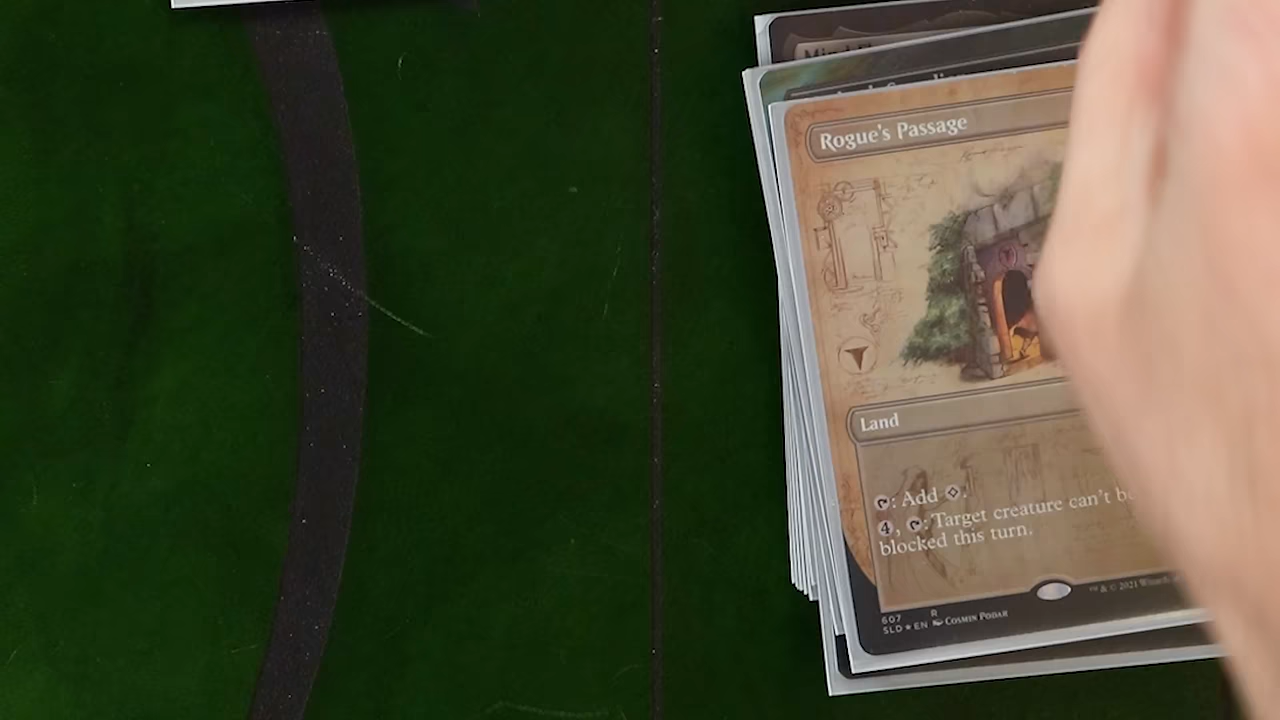 Rogue's Passage
Land
: Add .
4, : Target creature can't be
blocked this turn.
607 R
SLD★EN COSMIN PODAR
™ & © 2021 Wizards